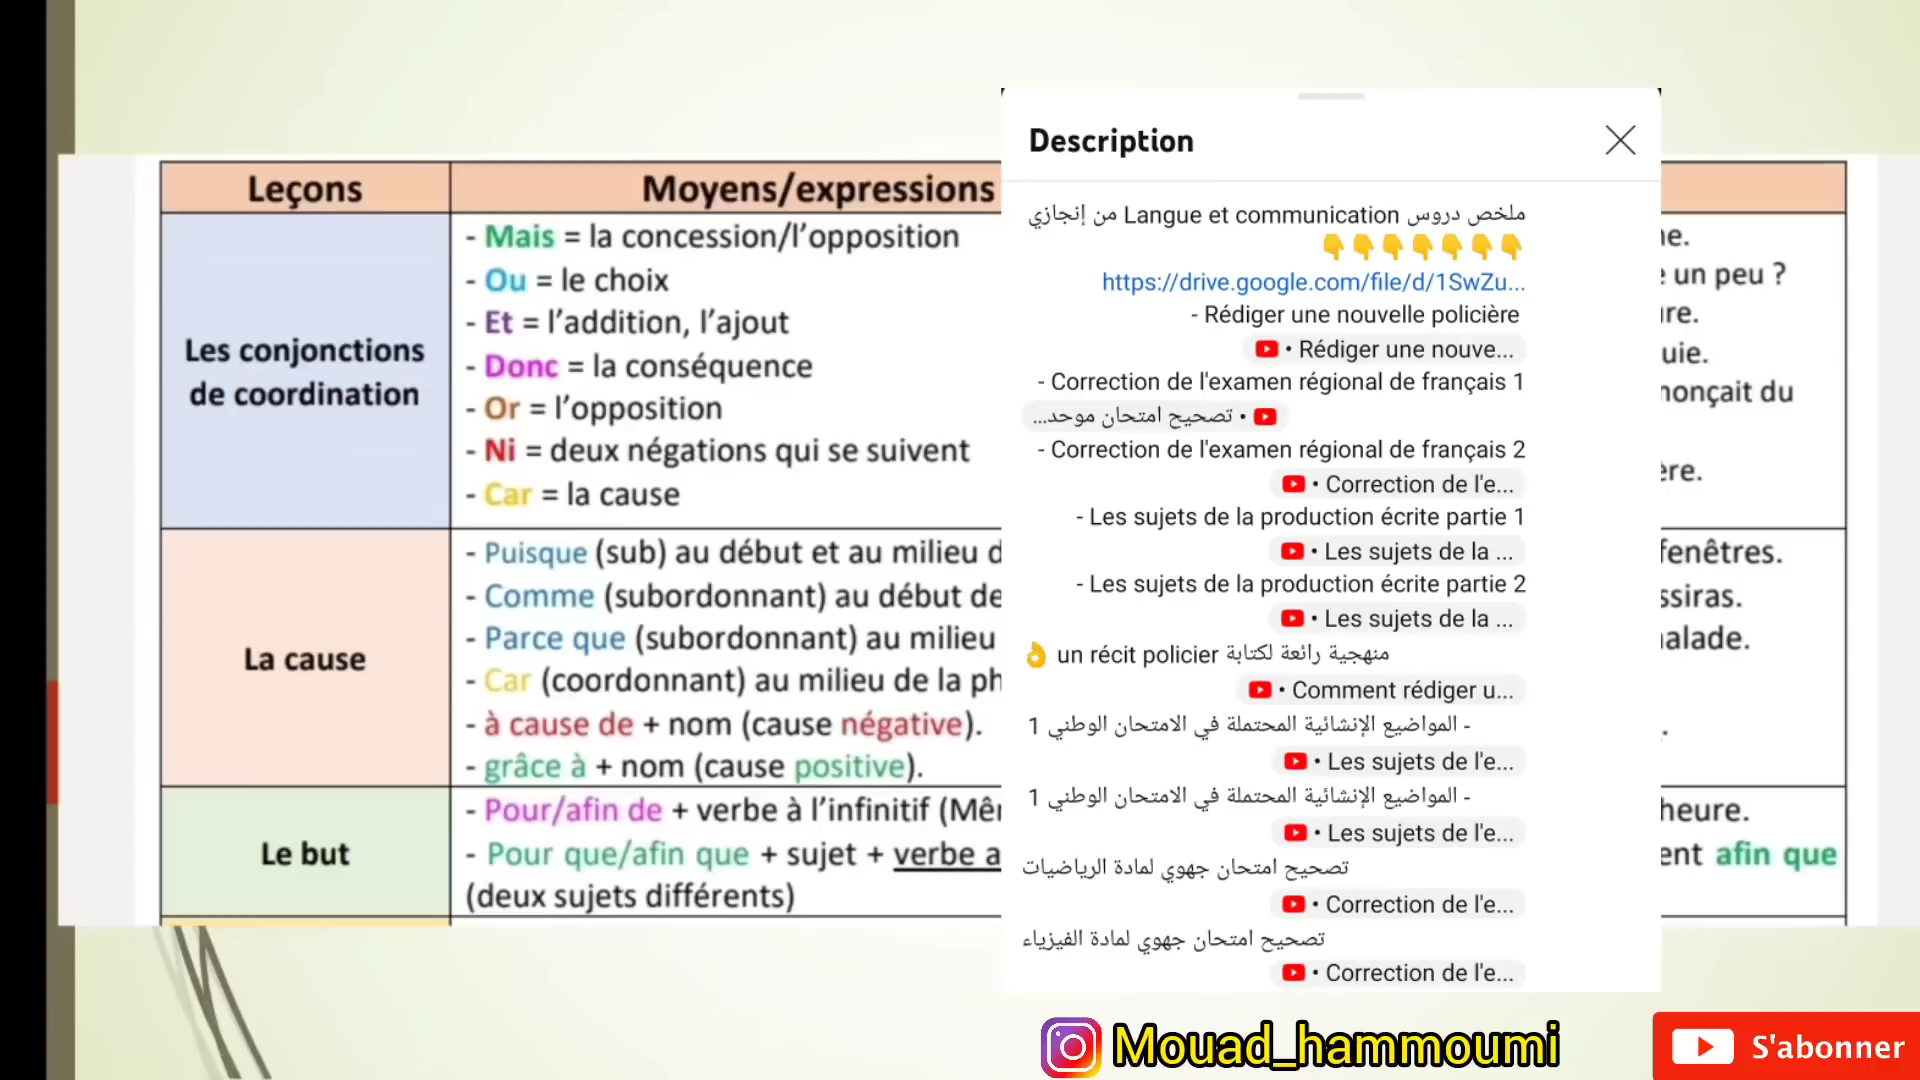 Leçons
Moyens/expressions
Les conjonctions
de coordination
- Mais = la concession/l’opposition
- Ou = le choix
- Et = l’addition, l’ajout
- Donc = la conséquence
- Or = l’opposition
- Ni = deux négations qui se suivent
- Car = la cause
La cause
- Puisque (sub) au début et au milieu d
- Comme (subordonnant) au début de
- Parce que (subordonnant) au milieu
- Car (coordonnant) au milieu de la ph
- à cause de + nom (cause négative).
- grâce à + nom (cause positive).
Le but
- Pour/afin de + verbe à l’infinitif (Mêr
- Pour que/afin que + sujet + verbe a
(deux sujets différents)
ne.
un peu ?
re.
uie.
nonçait du
ère.
fenêtres.
ssiras.
alade.
.
heure.
ent afin que
Description
ملخص دروس Langue et communication من إنجازي
👇👇👇👇👇👇👇
https://drive.google.com/file/d/1SwZu...
- Rédiger une nouvelle policière
• Rédiger une nouve...
- Correction de l'examen régional de français 1
• تصحيح امتحان موحد...
- Correction de l'examen régional de français 2
• Correction de l'e...
- Les sujets de la production écrite partie 1
• Les sujets de la ...
- Les sujets de la production écrite partie 2
• Les sujets de la ...
👌 un récit policier منهجية رائعة لكتابة
• Comment rédiger u...
- المواضيع الإنشائية المحتملة في الامتحان الوطني 1
• Les sujets de l'e...
- المواضيع الإنشائية المحتملة في الامتحان الوطني 1
• Les sujets de l'e...
تصحيح امتحان جهوي لمادة الرياضيات
• Correction de l'e...
تصحيح امتحان جهوي لمادة الفيزياء
• Correction de l'e...
Mouad_hammoumi
S'abonner